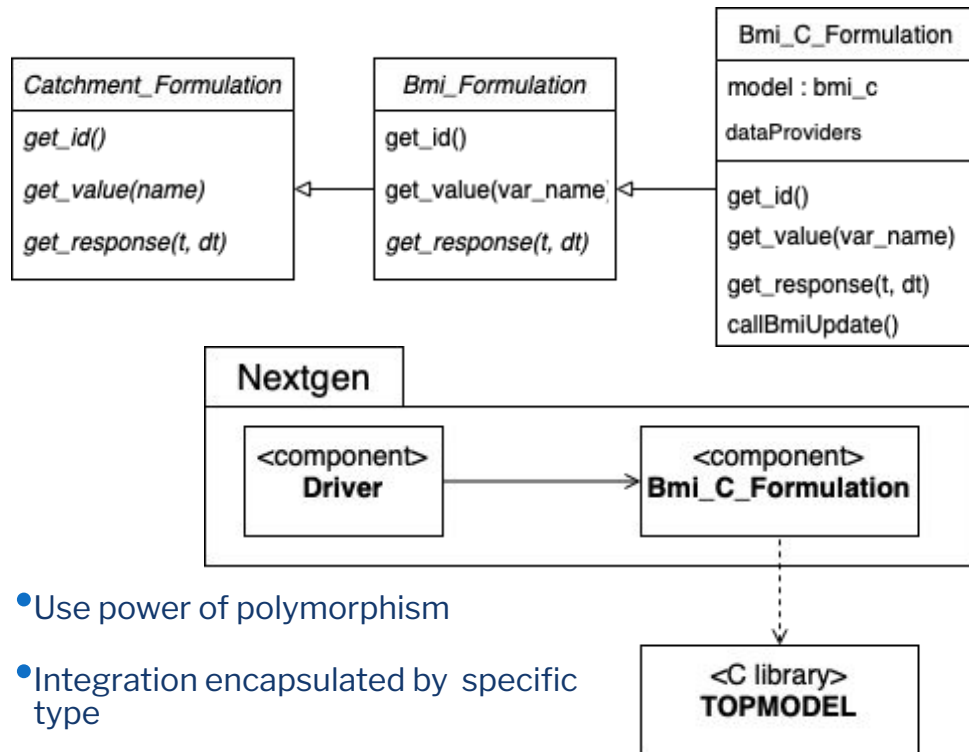 Catchment_Formulation
get_id()
get_value(name)
get_response(t, dt)
Bmi_Formulation
get_id()
get_value(var_name)
get_response(t, dt)
Bmi_C_Formulation
model : bmi_c
dataProviders
get_id()
get_value(var_name)
get_response(t, dt)
callBmiUpdate()
Nextgen
<component>
Driver
<component>
Bmi_C_Formulation
•Use power of polymorphism
•Integration encapsulated by specific
type
<C library>
TOPMODEL